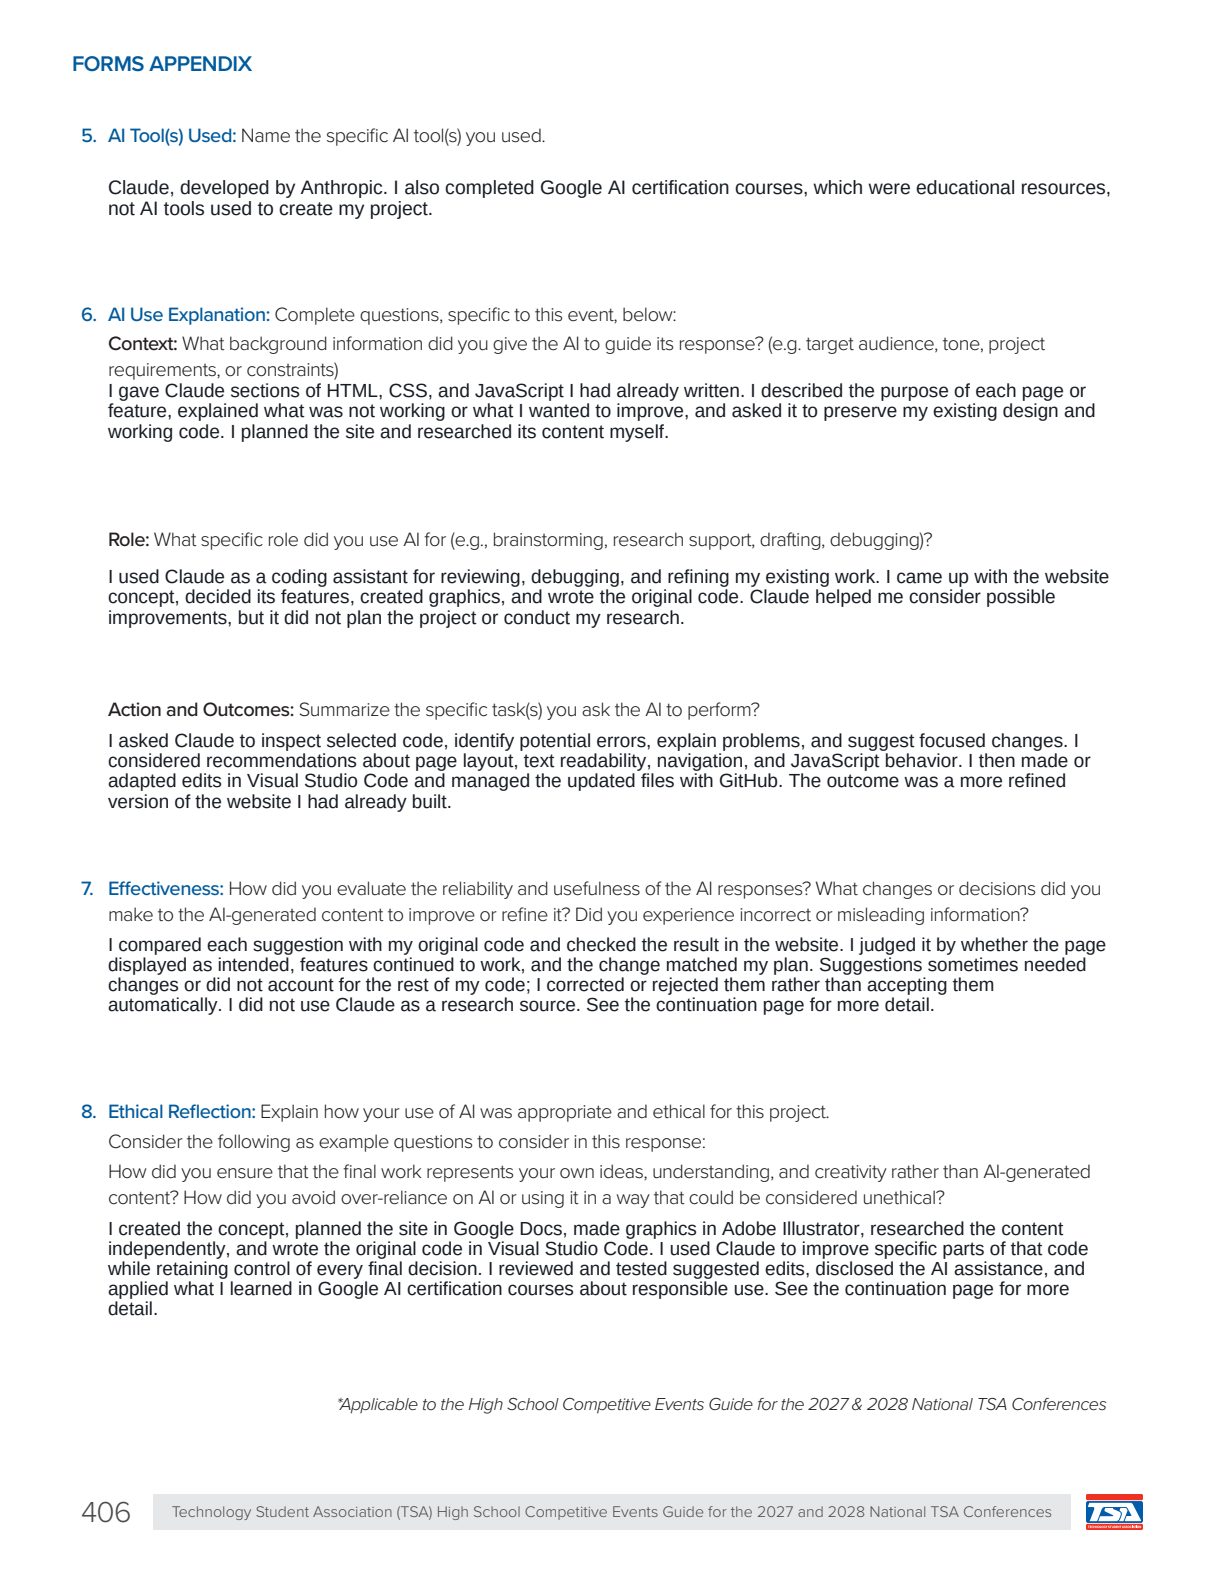 FORMS APPENDIX
5. AI Tool(s) Used: Name the specific AI tool(s) you used.
Claude, developed by Anthropic. I also completed Google AI certification courses, which were educational resources,
not AI tools used to create my project.
6. AI Use Explanation: Complete questions, specific to this event, below:
Context: What background information did you give the AI to guide its response? (e.g. target audience, tone, project
requirements, or constraints)
I gave Claude sections of HTML, CSS, and JavaScript I had already written. I described the purpose of each page or
feature, explained what was not working or what I wanted to improve, and asked it to preserve my existing design and
working code. I planned the site and researched its content myself.
Role: What specific role did you use AI for (e.g., brainstorming, research support, drafting, debugging)?
I used Claude as a coding assistant for reviewing, debugging, and refining my existing work. I came up with the website
concept, decided its features, created graphics, and wrote the original code. Claude helped me consider possible
improvements, but it did not plan the project or conduct my research.
Action and Outcomes: Summarize the specific task(s) you ask the AI to perform?
I asked Claude to inspect selected code, identify potential errors, explain problems, and suggest focused changes. I
considered recommendations about page layout, text readability, navigation, and JavaScript behavior. I then made or
adapted edits in Visual Studio Code and managed the updated files with GitHub. The outcome was a more refined
version of the website I had already built.
7. Effectiveness: How did you evaluate the reliability and usefulness of the AI responses? What changes or decisions did you
make to the AI-generated content to improve or refine it? Did you experience incorrect or misleading information?
I compared each suggestion with my original code and checked the result in the website. I judged it by whether the page
displayed as intended, features continued to work, and the change matched my plan. Suggestions sometimes needed
changes or did not account for the rest of my code; I corrected or rejected them rather than accepting them
automatically. I did not use Claude as a research source. See the continuation page for more detail.
8. Ethical Reflection: Explain how your use of AI was appropriate and ethical for this project.
Consider the following as example questions to consider in this response:
How did you ensure that the final work represents your own ideas, understanding, and creativity rather than AI-generated
content? How did you avoid over-reliance on AI or using it in a way that could be considered unethical?
I created the concept, planned the site in Google Docs, made graphics in Adobe Illustrator, researched the content
independently, and wrote the original code in Visual Studio Code. I used Claude to improve specific parts of that code
while retaining control of every final decision. I reviewed and tested suggested edits, disclosed the AI assistance, and
applied what I learned in Google AI certification courses about responsible use. See the continuation page for more
detail.
*Applicable to the High School Competitive Events Guide for the 2027 & 2028 National TSA Conferences
406 Technology Student Association (TSA) High School Competitive Events Guide for the 2027 and 2028 National TSA Conferences
TSA